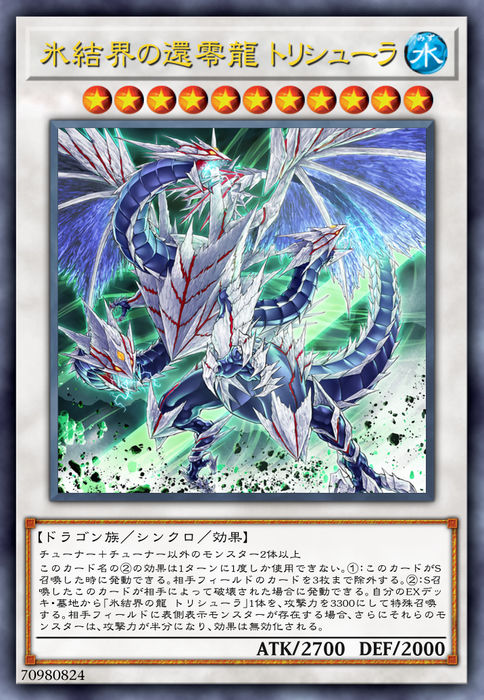 氷結界の還零龍 トリシューラ
みず
水
【ドラゴン族／シンクロ／効果】
チューナー＋チューナー以外のモンスター2体以上
このカード名の②の効果は1ターンに1度しか使用できない。①：このカードがS
召喚した時に発動できる。相手フィールドのカードを3枚まで除外する。②：S召
喚したこのカードが相手によって破壊された場合に発動できる。自分のEXデッ
キ・墓地から「氷結界の龍 トリシューラ」1体を、攻撃力を3300にして特殊召喚
する。相手フィールドに表側表示モンスターが存在する場合、さらにそれらのモ
ンスターは、攻撃力が半分になり、効果は無効化される。
ATK/2700 DEF/2000
70980824